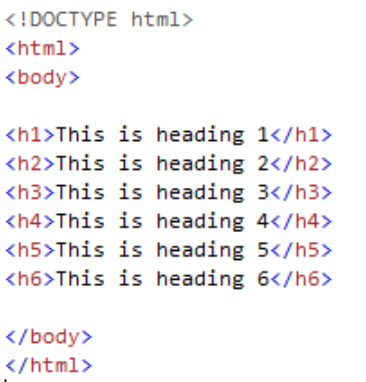 <!DOCTYPE html>
<html>
<body>
<h1>This is heading 1</h1>
<h2>This is heading 2</h2>
<h3>This is heading 3</h3>
<h4>This is heading 4</h4>
<h5>This is heading 5</h5>
<h6>This is heading 6</h6>
</body>
</html>